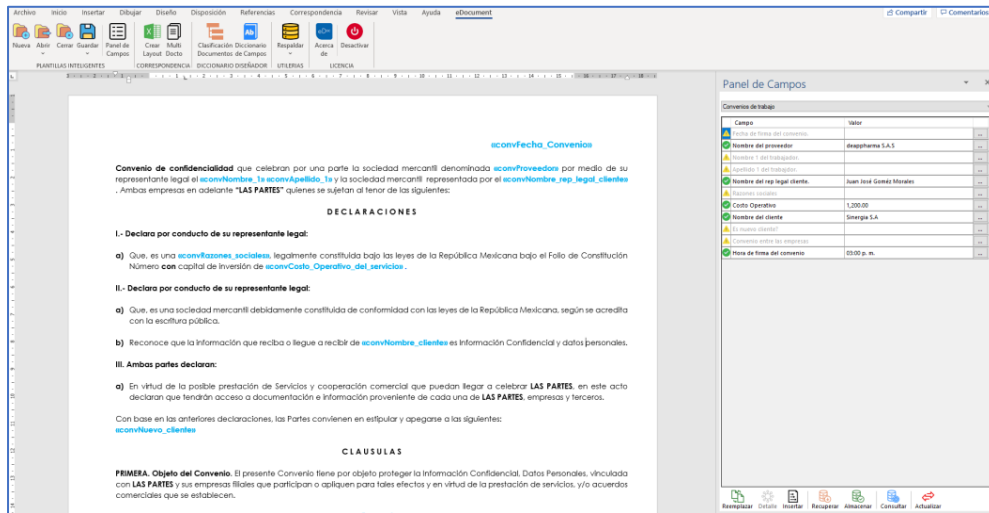 Archivo Inicio Insertar Dibujar Diseño Disposición Referencias Correspondencia Revisar Vista Ayuda eDocument Compartir Comentarios
Nueva Abrir Cerrar Guardar Panel de Campos Crear Layout Multi Docto Clasificación Documentos Diccionario de Campos Respaldar Acerca de Desactivar
PLANTILLAS INTELIGENTES CORRESPONDENCIA DICCIONARIO DISEÑADOR UTILERIAS LICENCIA
«convFecha_Convenio»
Convenio de confidencialidad que celebran por una parte la sociedad mercantil denominada «convProveedor» por medio de su
representante legal el «convNombre_1» «convApellido_1» y la sociedad mercantil representada por el «convNombre_rep_legal_cliente»
. Ambas empresas en adelante "LAS PARTES" quienes se sujetan al tenor de las siguientes:
DECLARACIONES
I.- Declara por conducto de su representante legal:
a) Que, es una «convRazones_sociales», legalmente constituida bajo las leyes de la República Mexicana bajo el Folio de Constitución
Número con capital de inversión de «convCosto_Operativo_del_servicio» .
II.- Declara por conducto de su representante legal:
a) Que, es una sociedad mercantil debidamente constituida de conformidad con las leyes de la República Mexicana, según se acredita
con la escritura pública.
b) Reconoce que la información que reciba o llegue a recibir de «convNombre_cliente» es Información Confidencial y datos personales.
III. Ambas partes declaran:
a) En virtud de la posible prestación de Servicios y cooperación comercial que puedan llegar a celebrar LAS PARTES, en este acto
declaran que tendrán acceso a documentación e información proveniente de cada una de LAS PARTES, empresas y terceros.
Con base en las anteriores declaraciones, las Partes convienen en estipular y apegarse a las siguientes:
«convNuevo_cliente»
CLAUSULAS
PRIMERA. Objeto del Convenio. El presente Convenio tiene por objeto proteger la Información Confidencial, Datos Personales, vinculada
con LAS PARTES y sus empresas filiales que participan o apliquen para tales efectos y en virtud de la prestación de servicios, y/o acuerdos
comerciales que se establecen.
Panel de Campos
Convenios de trabajo
Campo Valor
Fecha de firma del convenio. ...
Nombre del proveedor deappharma S.A.S ...
Nombre 1 del trabajador. ...
Apellido 1 del trabajador. ...
Nombre del rep legal cliente. Juan José Goméz Morales ...
Razones sociales ...
Costo Operativo 1,200.00 ...
Nombre del cliente Sinergia S.A ...
Es nuevo cliente? ...
Convenio entre las empresas ...
Hora de firma del convenio 03:00 p. m. ...
Reemplazar Detalle Insertar Recuperar Almacenar Consultar Actualizar